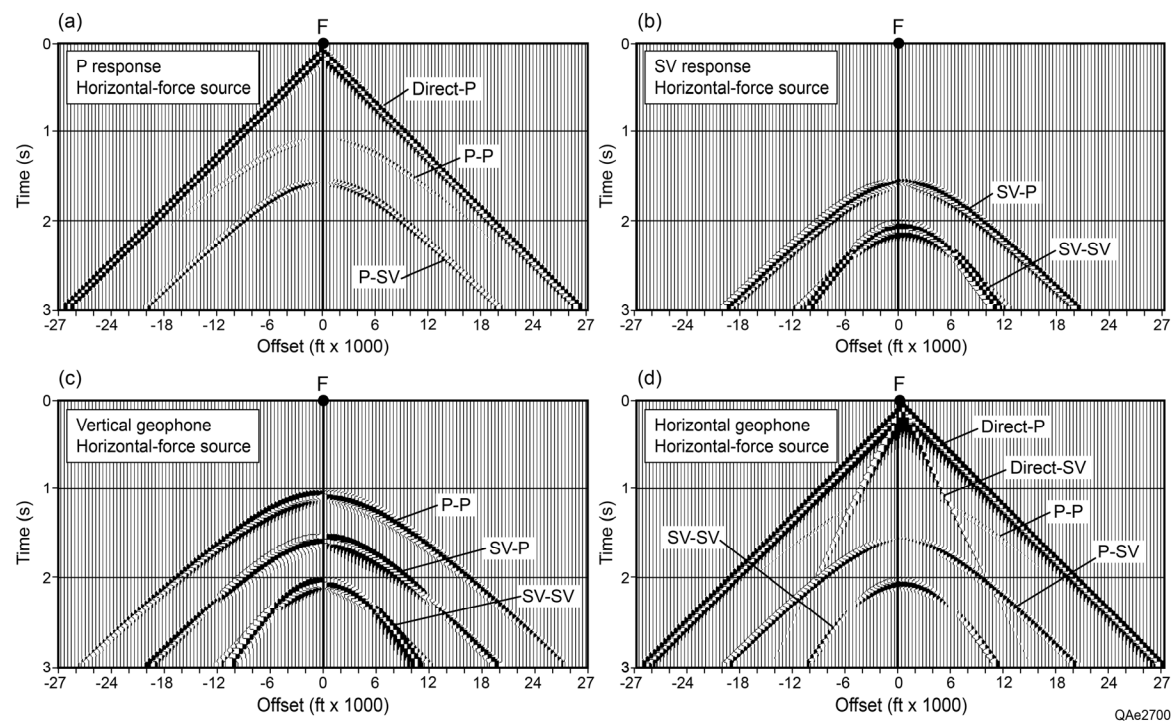 (a)
F
P response
Horizontal-force source
Direct-P
P-P
P-SV
Time (s)
0
1
2
3
-27 -24 -18 -12 -6 0 6 12 18 24 27
Offset (ft x 1000)
(b)
F
SV response
Horizontal-force source
SV-P
SV-SV
Time (s)
0
1
2
3
-27 -24 -18 -12 -6 0 6 12 18 24 27
Offset (ft x 1000)
(c)
F
Vertical geophone
Horizontal-force source
P-P
SV-P
SV-SV
Time (s)
0
1
2
3
-27 -24 -18 -12 -6 0 6 12 18 24 27
Offset (ft x 1000)
(d)
F
Horizontal geophone
Horizontal-force source
Direct-P
Direct-SV
P-P
SV-SV
P-SV
Time (s)
0
1
2
3
-27 -24 -18 -12 -6 0 6 12 18 24 27
Offset (ft x 1000)
QAe2700